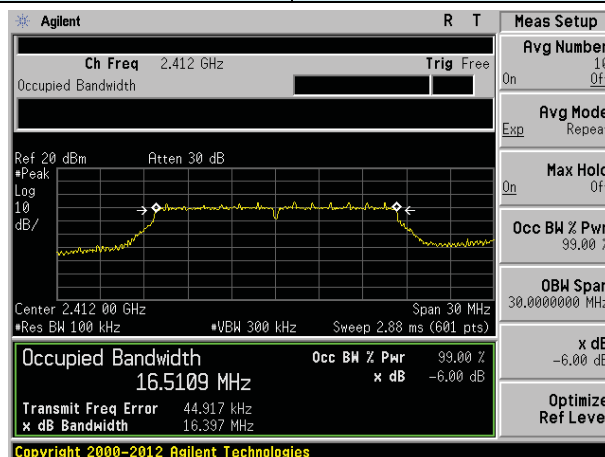 Agilent R T
Ch Freq 2.412 GHz Trig Free
Occupied Bandwidth
Ref 20 dBm Atten 30 dB
#Peak
Log
10
dB/
Center 2.412 00 GHz Span 30 MHz
#Res BW 100 kHz #VBW 300 kHz Sweep 2.88 ms (601 pts)
Occupied Bandwidth Occ BW % Pwr 99.00 %
16.5109 MHz x dB -6.00 dB
Transmit Freq Error 44.917 kHz
x dB Bandwidth 16.397 MHz
Copyright 2000-2012 Agilent Technologies
Meas Setup
Avg Number
10
On Of
Avg Mode
Exp Repea
Max Hold
On Of
Occ BW % Pwr
99.00 %
OBW Span
30.0000000 MHz
x dB
-6.00 dB
Optimize
Ref Leve